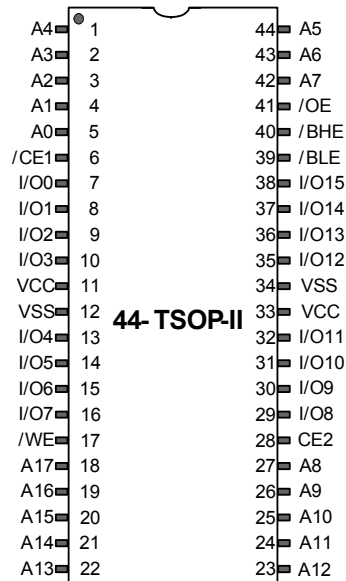 A4 1 44 A5
A3 2 43 A6
A2 3 42 A7
A1 4 41 /OE
A0 5 40 /BHE
/CE1 6 39 /BLE
I/O0 7 38 I/O15
I/O1 8 37 I/O14
I/O2 9 36 I/O13
I/O3 10 35 I/O12
VCC 11 34 VSS
VSS 12 33 VCC
44-TSOP-II
I/O4 13 32 I/O11
I/O5 14 31 I/O10
I/O6 15 30 I/O9
I/O7 16 29 I/O8
/WE 17 28 CE2
A17 18 27 A8
A16 19 26 A9
A15 20 25 A10
A14 21 24 A11
A13 22 23 A12